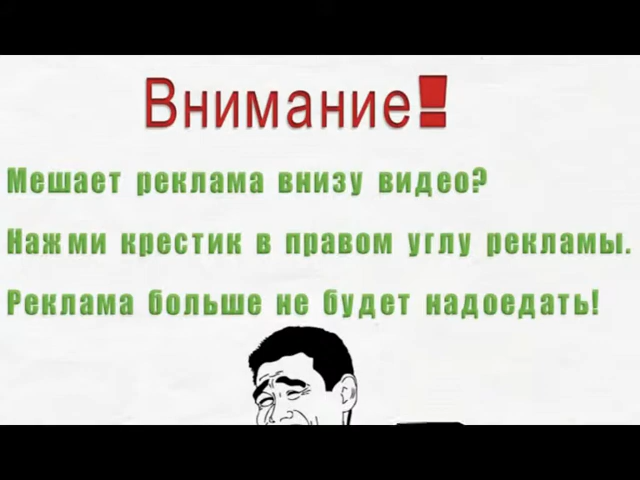 Внимание!
Мешает реклама внизу видео?
Нажми крестик в правом углу рекламы.
Реклама больше не будет надоедать!